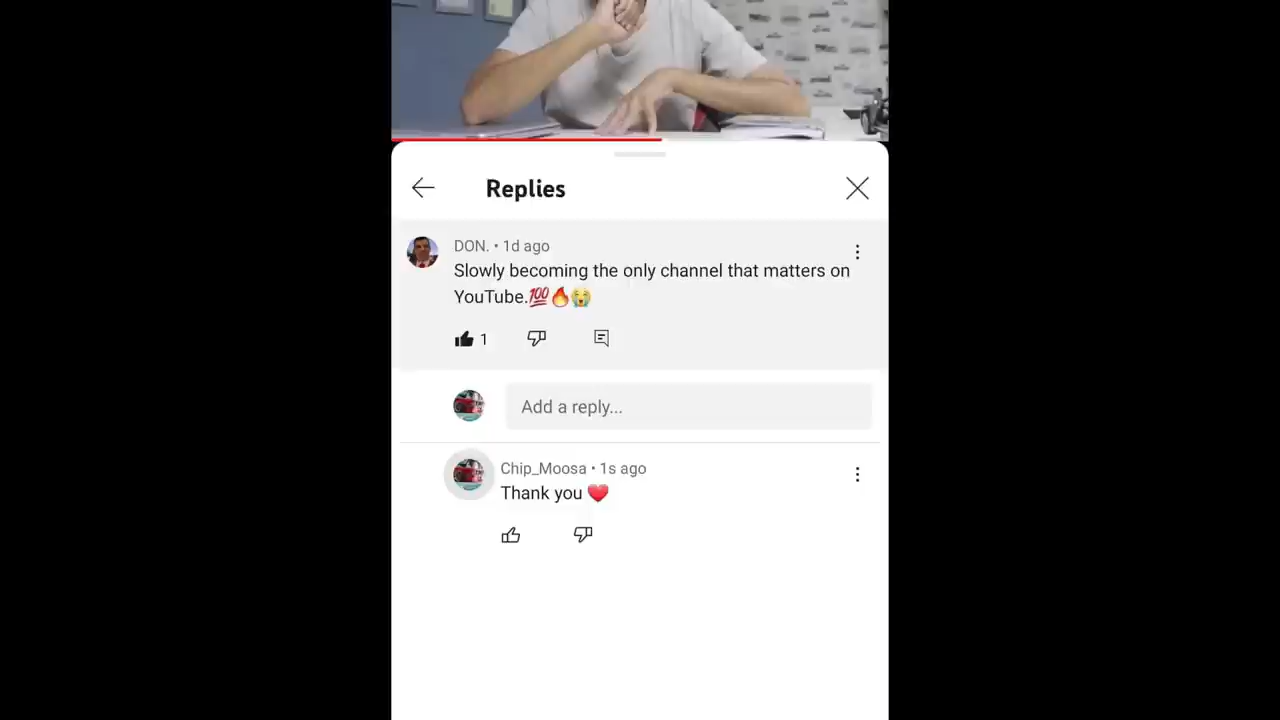 Replies
DON. • 1d ago
Slowly becoming the only channel that matters on
YouTube.💯🔥😭
1
Add a reply...
Chip_Moosa • 1s ago
Thank you ❤️